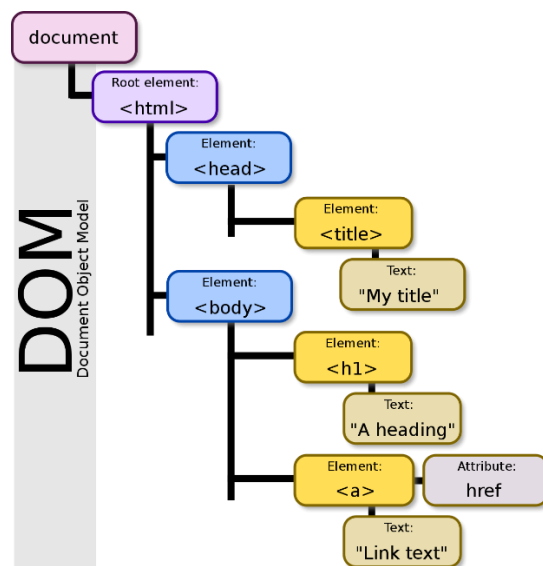 document
Root element:
<html>
Element:
<head>
Element:
<title>
Text:
"My title"
Element:
<body>
Element:
<h1>
Text:
"A heading"
Element:
<a>
Attribute:
href
Text:
"Link text"
DOM
Document Object Model